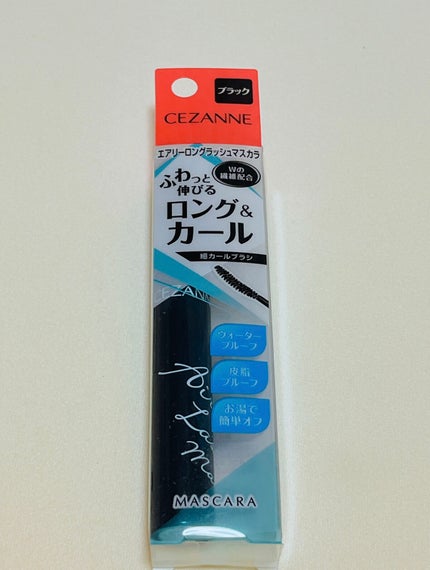 ブラック
CEZANNE
エアリーロングラッシュマスカラ
Wの
繊維配合
ふわっと
伸びる
ロング&
カール
細カールブラシ
CEZANN
ウォーター
プルーフ
皮脂
プルーフ
お湯で
簡単オフ
MASCARA